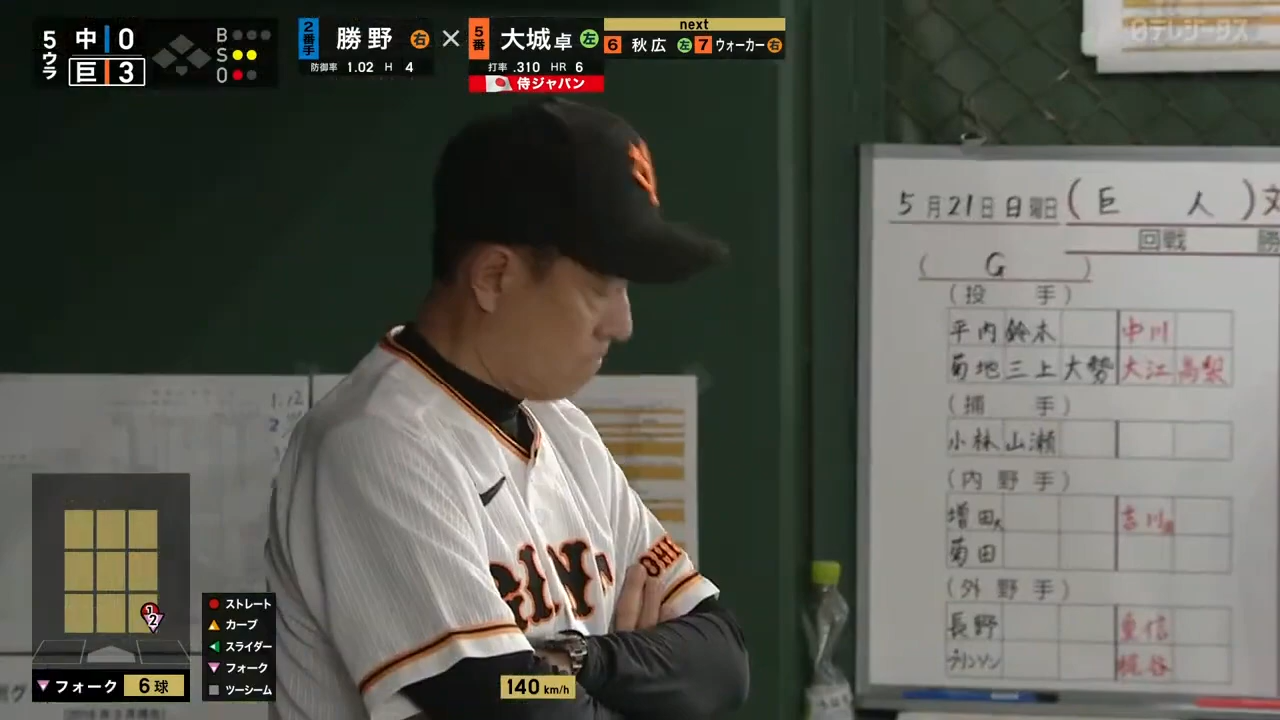 5ウラ
中 0
巨 3
B
S
O
2番手 勝野 右
防御率 1.02 H 4
×
5番 大城卓 左
打率 .310 HR 6
侍ジャパン
next
6 秋広 左 7 ウォーカー 右
日テレジータス
5月21日日曜日(巨 人)
回戦
( G )
(投 手)
平内 鈴木 中川
菊地 三上 大勢 大江 高梨
(捕 手)
小林 山瀬
(内 野 手)
増田大 吉川
菊田
(外 野 手)
長野 重信
ブリンソン 梶谷
1
2
ストレート
カーブ
スライダー
フォーク
ツーシーム
フォーク 6球
140 km/h